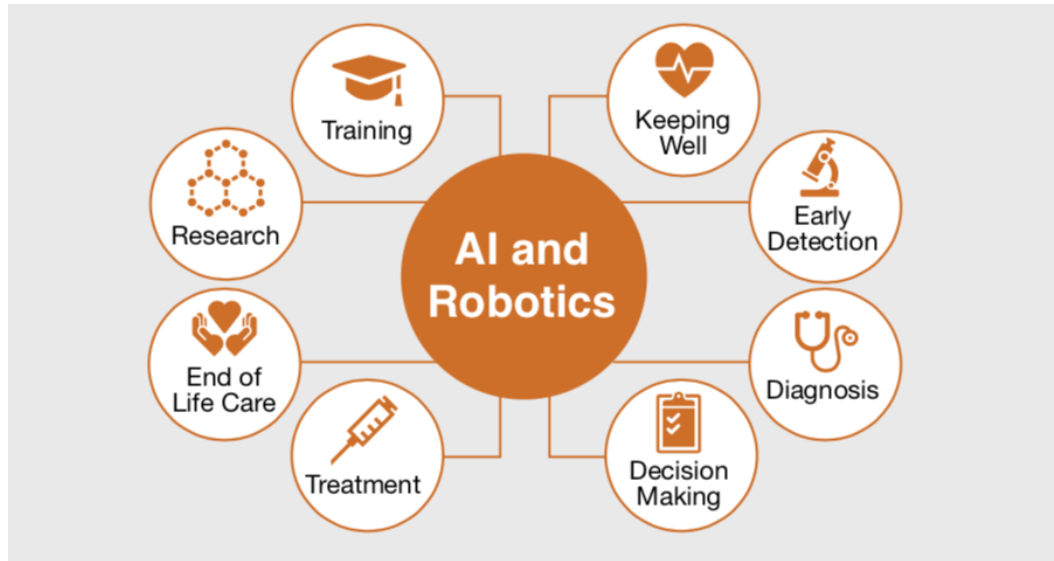 AI and
Robotics
Keeping
Well
Early
Detection
Diagnosis
Decision
Making
Treatment
End of
Life Care
Research
Training